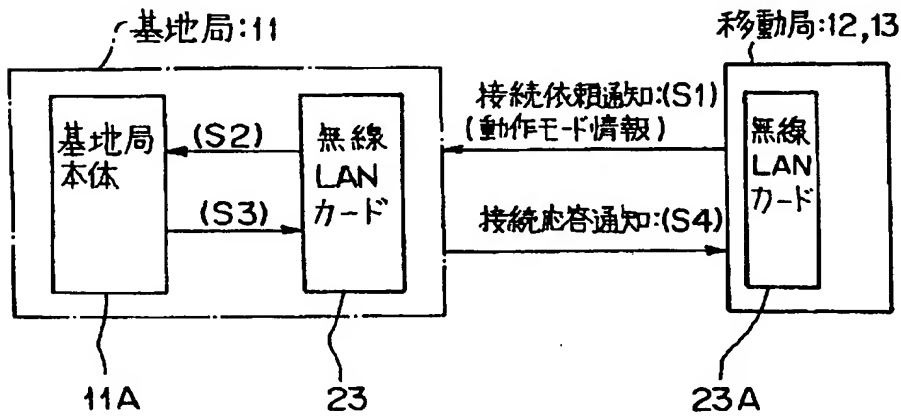 基地局:11
移動局:12,13
基地局
本体
11A
(S2)
(S3)
無線
LAN
カード
23
接続依頼通知:(S1)
(動作モード情報)
接続応答通知:(S4)
無線
LAN
カード
23A